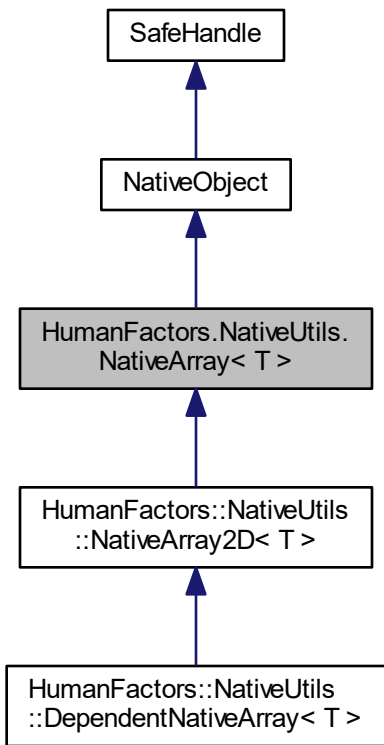 SafeHandle
NativeObject
HumanFactors.NativeUtils.
NativeArray< T >
HumanFactors::NativeUtils
::NativeArray2D< T >
HumanFactors::NativeUtils
::DependentNativeArray< T >